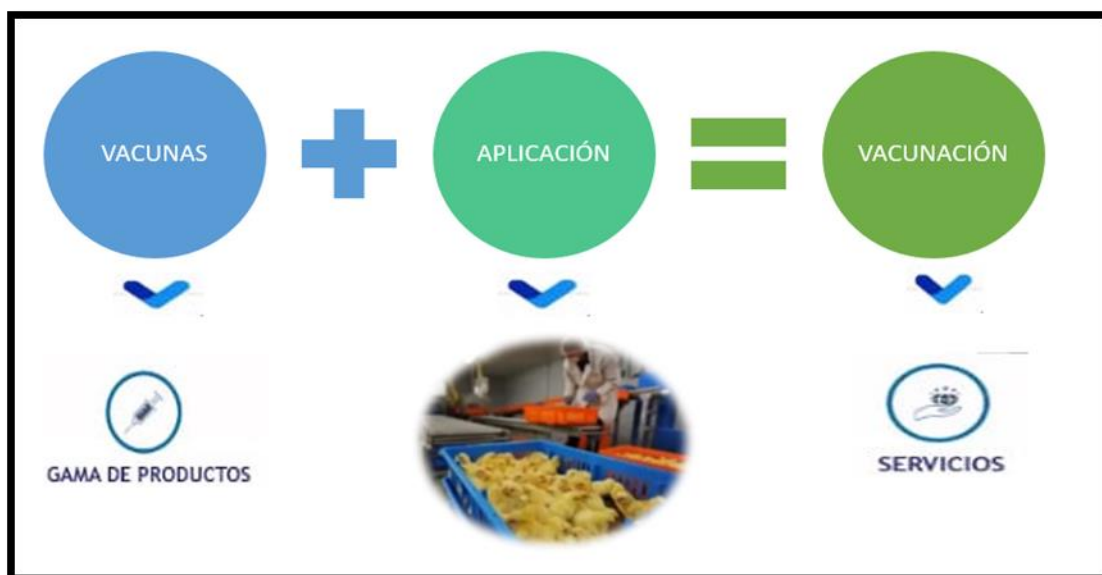 VACUNAS
APLICACIÓN
VACUNACIÓN
GAMA DE PRODUCTOS
SERVICIOS